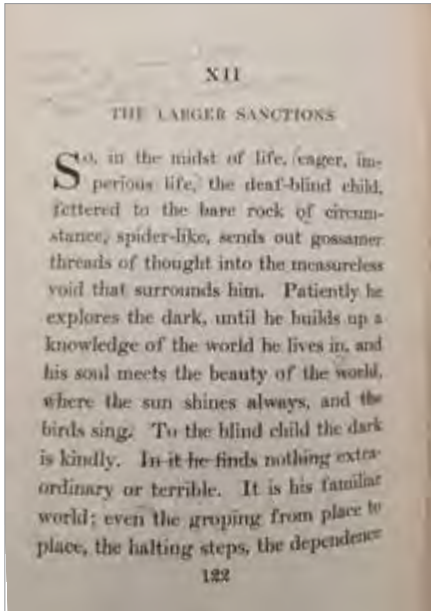 XII
THE LARGER SANCTIONS
So, in the midst of life, eager, im-
perious life, the deaf-blind child,
fettered to the bare rock of circum-
stance, spider-like, sends out gossamer
threads of thought into the measureless
void that surrounds him. Patiently he
explores the dark, until he builds up a
knowledge of the world he lives in, and
his soul meets the beauty of the world,
where the sun shines always, and the
birds sing. To the blind child the dark
is kindly. In it he finds nothing extra-
ordinary or terrible. It is his familiar
world; even the groping from place to
place, the halting steps, the dependence
122